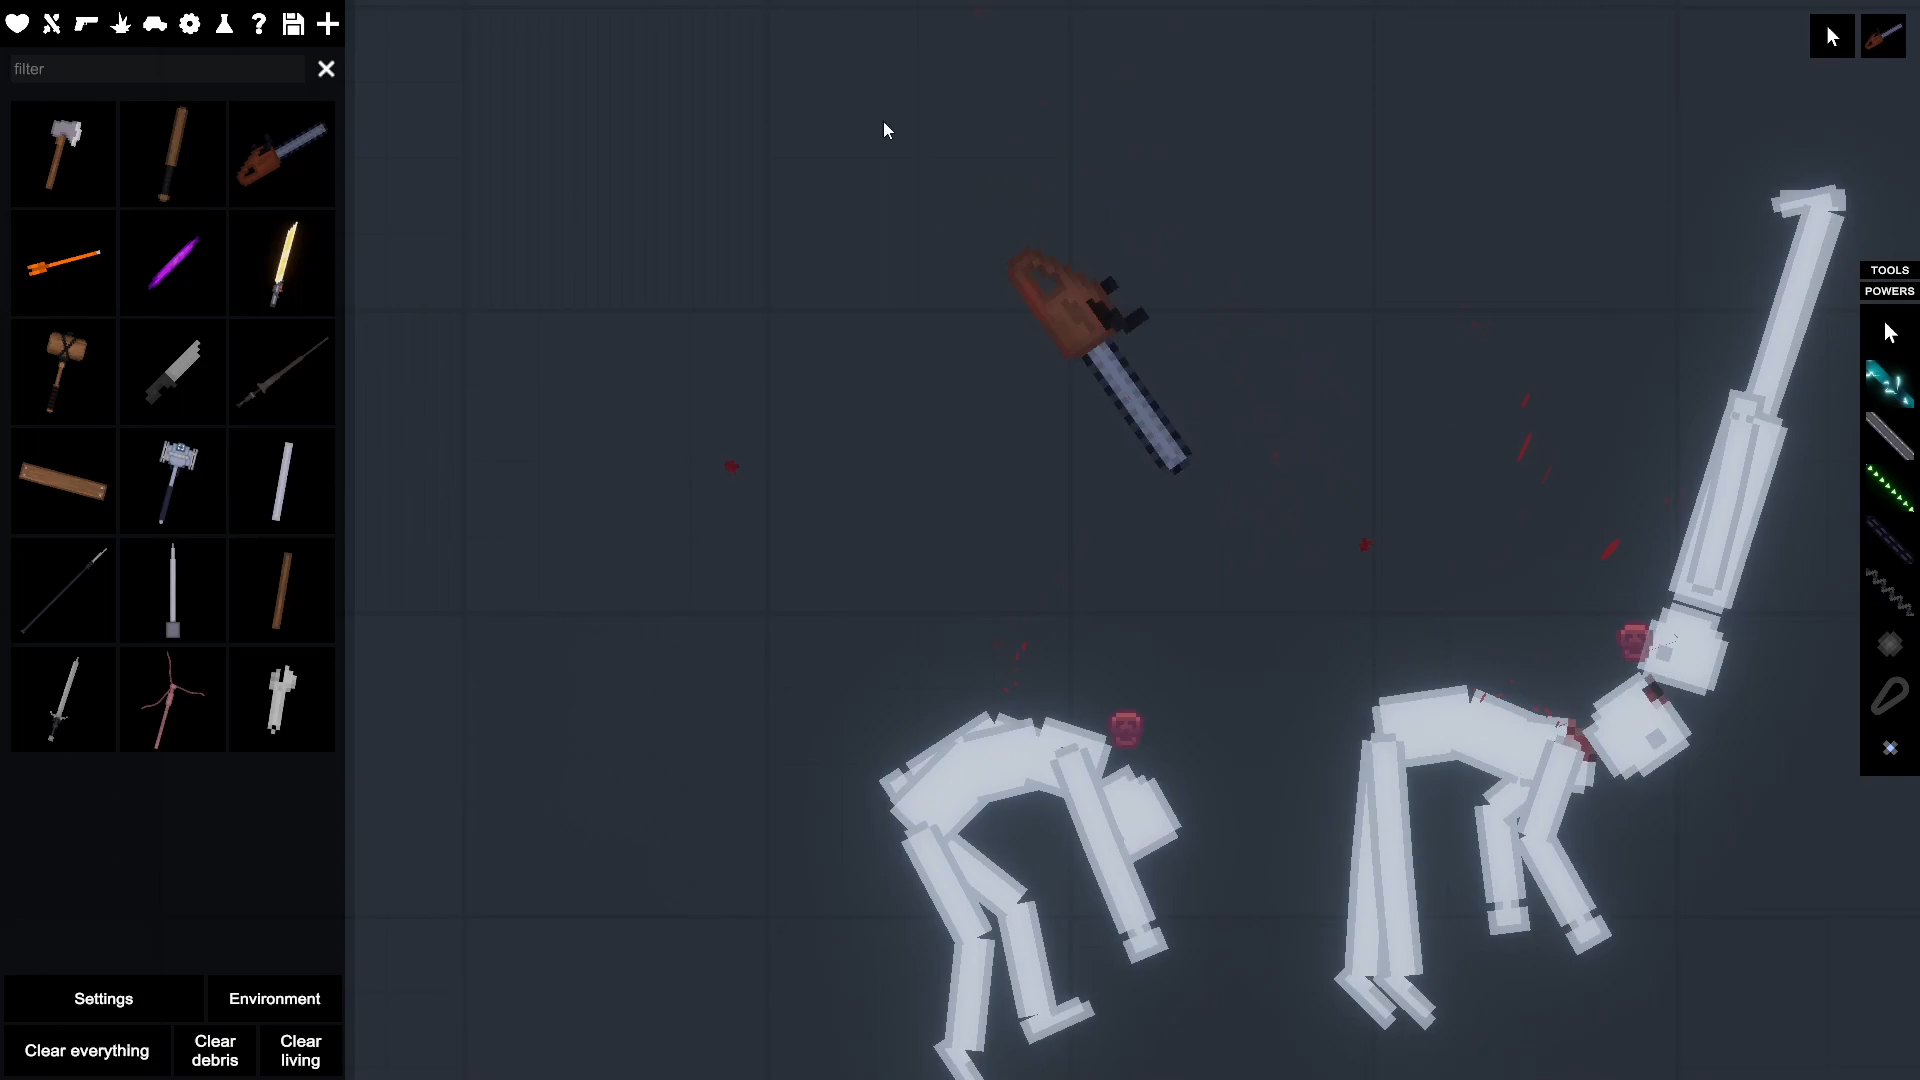 filter
TOOLS
POWERS
Settings
Environment
Clear everything
Clear
debris
Clear
living